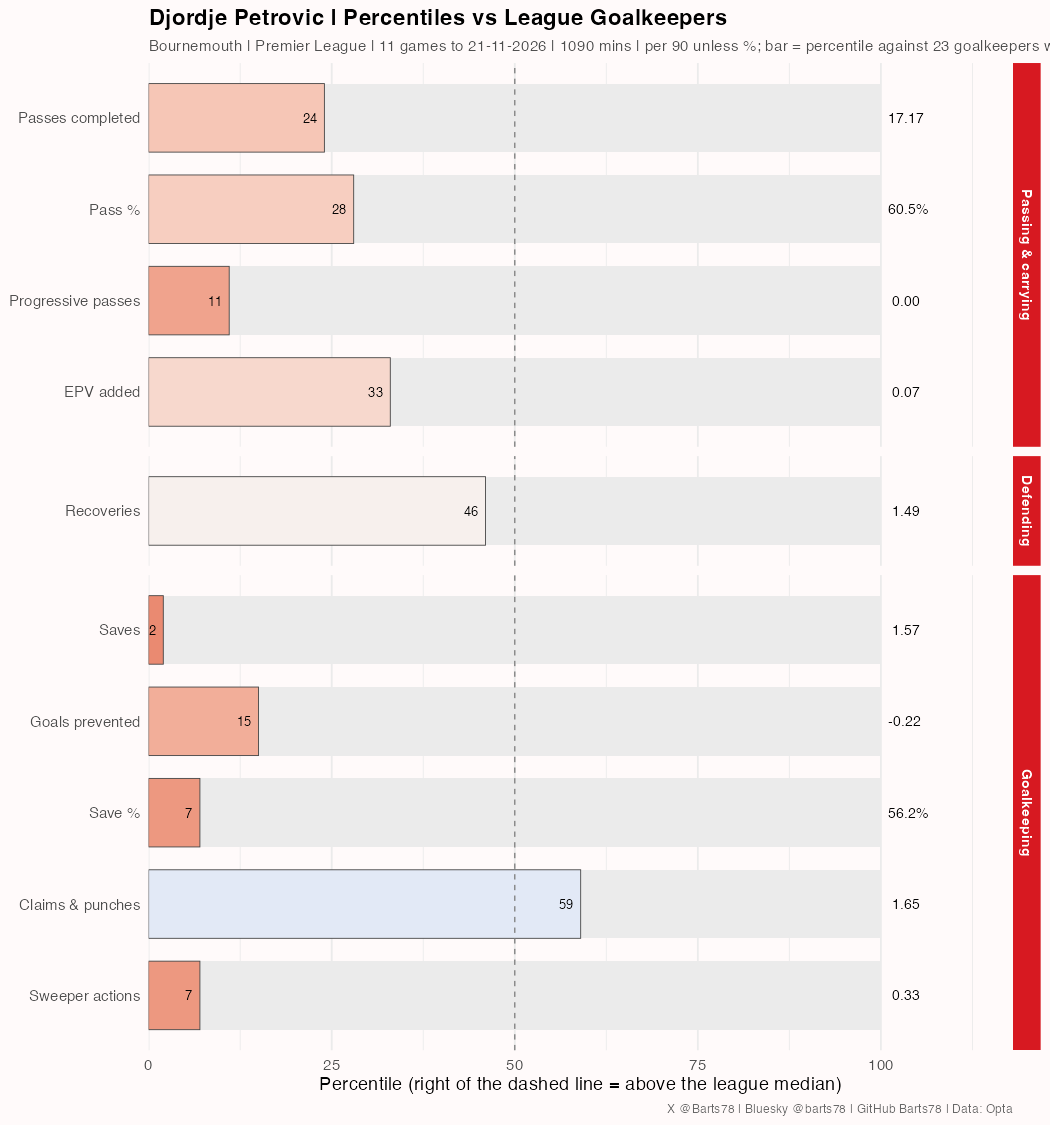 Djordje Petrovic | Percentiles vs League Goalkeepers
Bournemouth | Premier League | 11 games to 21-11-2026 | 1090 mins | per 90 unless %; bar = percentile against 23 goalkeepers
Passes completed 24 17.17
Pass % 28 60.5%
Progressive passes 11 0.00
EPV added 33 0.07
Passing & carrying
Recoveries 46 1.49
Defending
Saves 2 1.57
Goals prevented 15 -0.22
Save % 7 56.2%
Claims & punches 59 1.65
Sweeper actions 7 0.33
Goalkeeping
0 25 50 75 100
Percentile (right of the dashed line = above the league median)
X @Barts78 | Bluesky @barts78 | GitHub Barts78 | Data: Opta